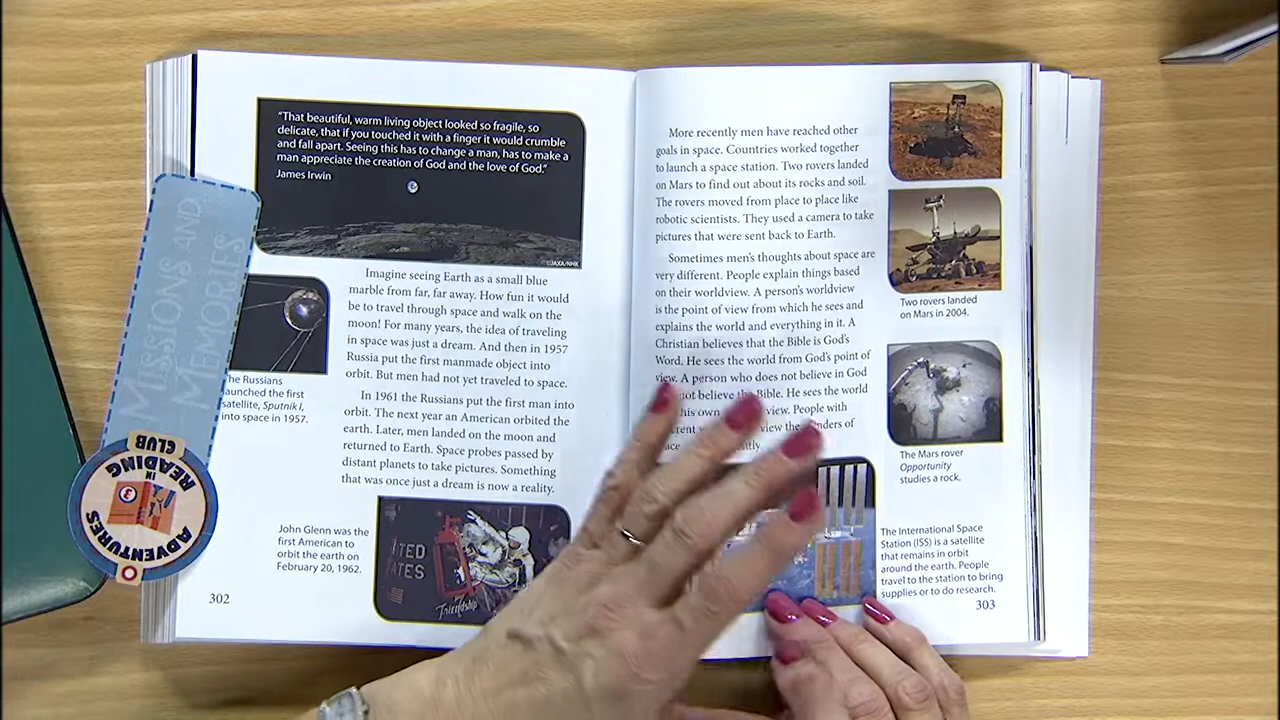 "That beautiful, warm living object looked so fragile, so
delicate, that if you touched it with a finger it would crumble
and fall apart. Seeing this has to change a man, has to make a
man appreciate the creation of God and the love of God."
James Irwin
©JAXA/NHK
Imagine seeing Earth as a small blue
marble from far, far away. How fun it would
be to travel through space and walk on the
moon! For many years, the idea of traveling
in space was just a dream. And then in 1957
Russia put the first manmade object into
orbit. But men had not yet traveled to space.
In 1961 the Russians put the first man into
orbit. The next year an American orbited the
earth. Later, men landed on the moon and
returned to Earth. Space probes passed by
distant planets to take pictures. Something
that was once just a dream is now a reality.
he Russians
aunched the first
satellite, Sputnik I,
into space in 1957.
MISSIONS AND
MEMORIES
ADVENTURES
IN
READING
CLUB
John Glenn was the
first American to
orbit the earth on
February 20, 1962.
ITED
ATES
Friendship
302
More recently men have reached other
goals in space. Countries worked together
to launch a space station. Two rovers landed
on Mars to find out about its rocks and soil.
The rovers moved from place to place like
robotic scientists. They used a camera to take
pictures that were sent back to Earth.
Sometimes men's thoughts about space are
very different. People explain things based
on their worldview. A person's worldview
is the point of view from which he sees and
explains the world and everything in it. A
Christian believes that the Bible is God's
Word. He sees the world from God's point of
view. A person who does not believe in God
not believe the Bible. He sees the world
his own view. People with
view the
of
Two rovers landed
on Mars in 2004.
The Mars rover
Opportunity
studies a rock.
The International Space
Station (ISS) is a satellite
that remains in orbit
around the earth. People
travel to the station to bring
supplies or to do research.
303